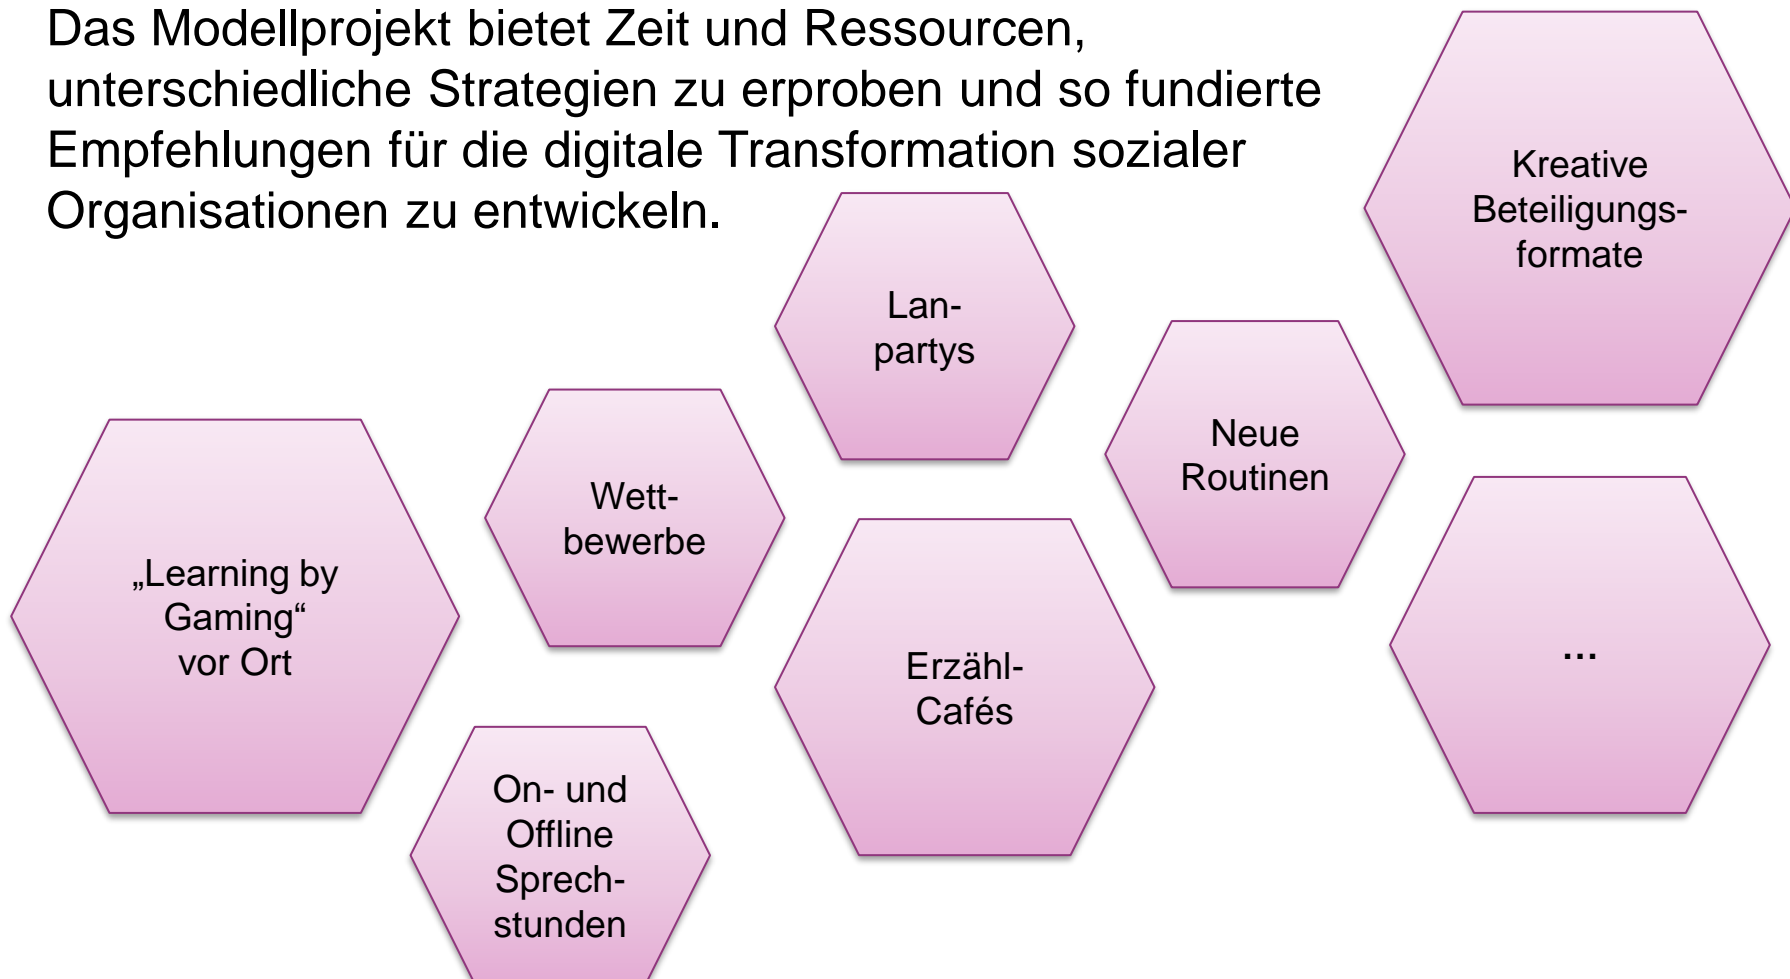 Das Modellprojekt bietet Zeit und Ressourcen,
unterschiedliche Strategien zu erproben und so fundierte
Empfehlungen für die digitale Transformation sozialer
Organisationen zu entwickeln.
Kreative
Beteiligungs-
formate
Lan-
partys
Neue
Routinen
Wett-
bewerbe
„Learning by
Gaming“
vor Ort
Erzähl-
Cafés
...
On- und
Offline
Sprech-
stunden